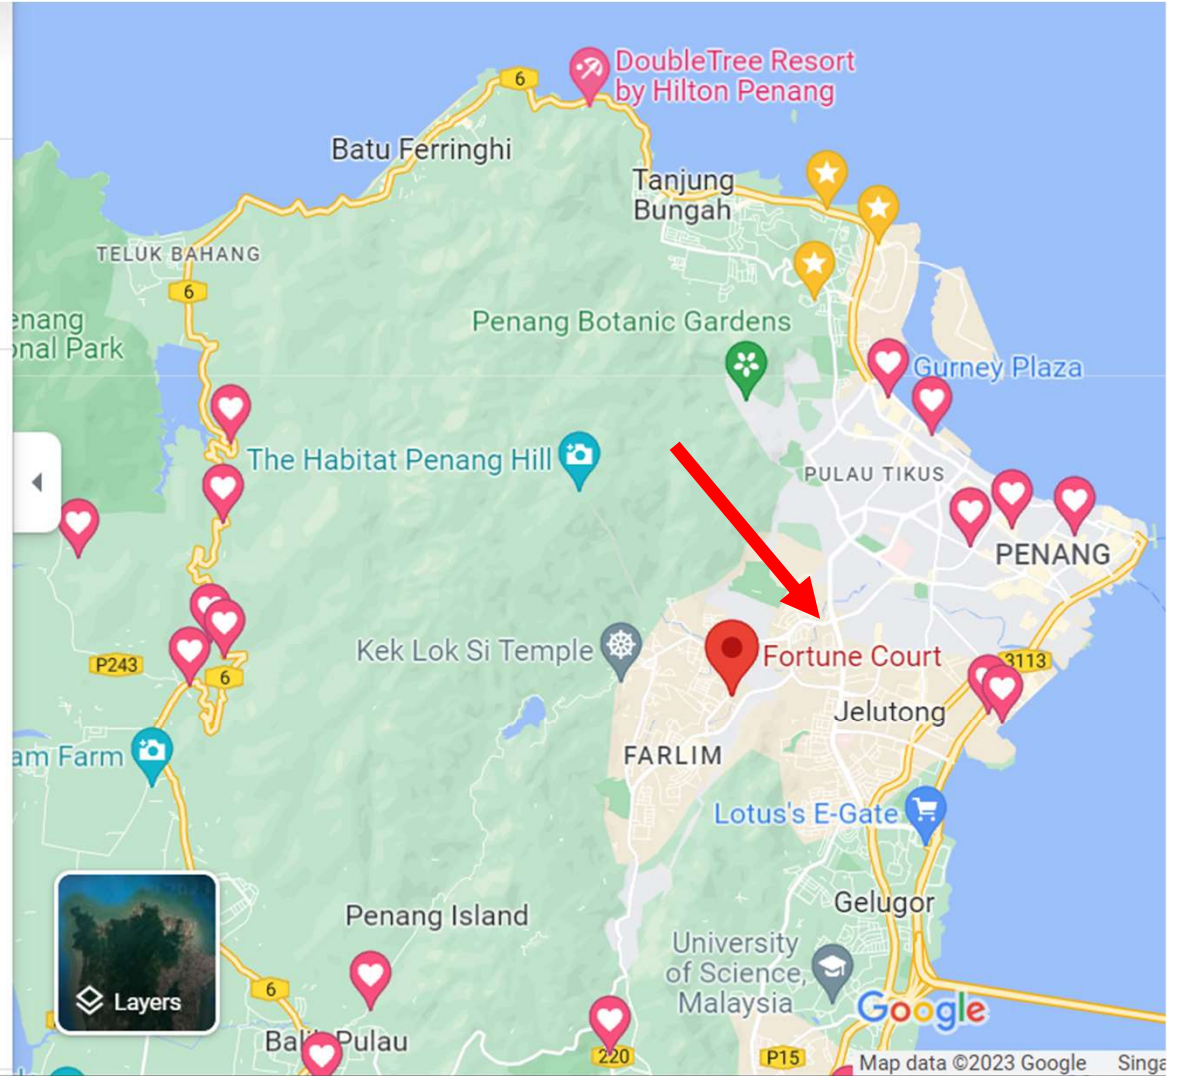 6
DoubleTree Resort
by Hilton Penang
Batu Ferringhi
Tanjung
Bungah
TELUK BAHANG
6
enang
onal Park
Penang Botanic Gardens
Gurney Plaza
The Habitat Penang Hill
PULAU TIKUS
PENANG
Kek Lok Si Temple
Fortune Court
3113
P243
6
Jelutong
am Farm
FARLIM
Lotus's E-Gate
Gelugor
Penang Island
University
of Science,
Malaysia
Layers
6
Google
Bali Pulau
220
P15
Map data ©2023 Google
Singa